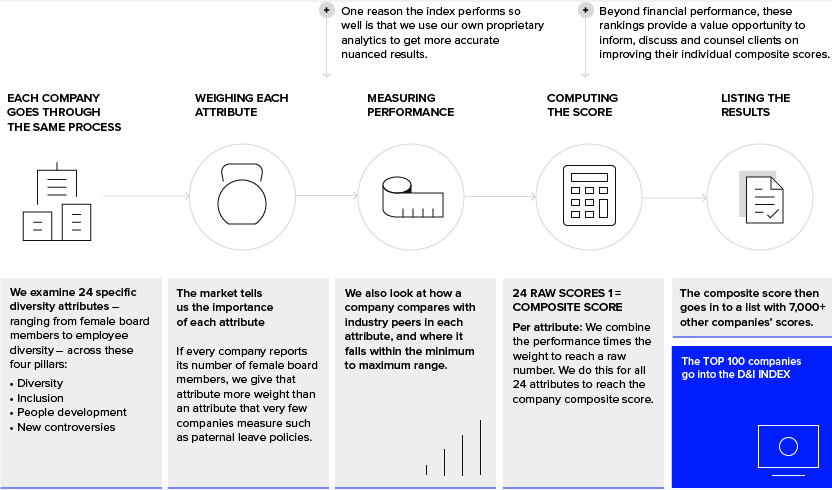 One reason the index performs so
well is that we use our own proprietary
analytics to get more accurate
nuanced results.
Beyond financial performance, these
rankings provide a value opportunity to
inform, discuss and counsel clients on
improving their individual composite scores.
EACH COMPANY
GOES THROUGH
THE SAME PROCESS
WEIGHING EACH
ATTRIBUTE
MEASURING
PERFORMANCE
COMPUTING
THE SCORE
LISTING THE
RESULTS
We examine 24 specific
diversity attributes –
ranging from female board
members to employee
diversity – across these
four pillars:
• Diversity
• Inclusion
• People development
• New controversies
The market tells
us the importance
of each attribute
If every company reports
its number of female board
members, we give that
attribute more weight than
an attribute that very few
companies measure such
as paternal leave policies.
We also look at how a
company compares with
industry peers in each
attribute, and where it
falls within the minimum
to maximum range.
24 RAW SCORES 1 =
COMPOSITE SCORE
Per attribute: We combine
the performance times the
weight to reach a raw
number. We do this for all
24 attributes to reach the
company composite score.
The composite score then
goes in to a list with 7,000+
other companies’ scores.
The TOP 100 companies
go into the D&I INDEX